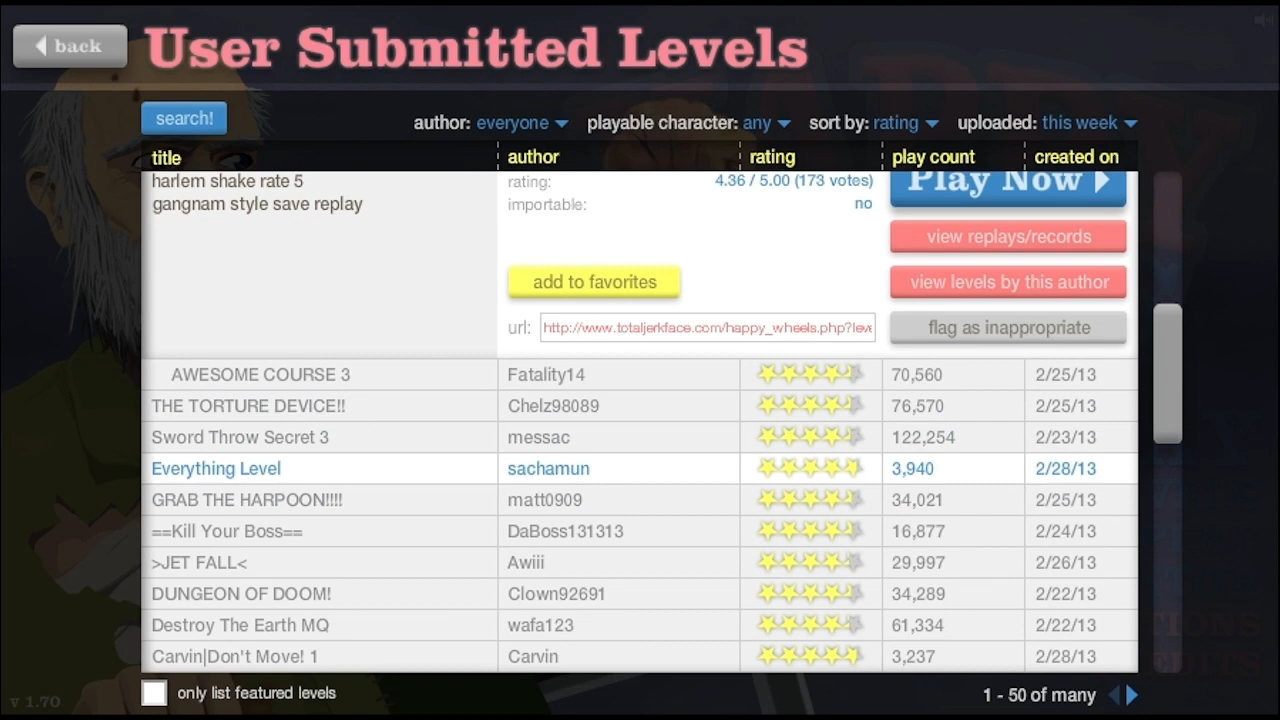 back
User Submitted Levels
search!
author: everyone playable character: any sort by: rating uploaded: this week
title author rating play count created on
harlem shake rate 5 rating: 4.36 / 5.00 (173 votes) Play Now
gangnam style save replay importable: no
view replays/records
add to favorites view levels by this author
url: http://www.totaljerkface.com/happy_wheels.php?leve flag as inappropriate
AWESOME COURSE 3 Fatality14 70,560 2/25/13
THE TORTURE DEVICE!! Chelz98089 76,570 2/25/13
Sword Throw Secret 3 messac 122,254 2/23/13
Everything Level sachamun 3,940 2/28/13
GRAB THE HARPOON!!!! matt0909 34,021 2/25/13
==Kill Your Boss== DaBoss131313 16,877 2/24/13
>JET FALL< Awiii 29,997 2/26/13
DUNGEON OF DOOM! Clown92691 34,289 2/22/13
Destroy The Earth MQ wafa123 61,334 2/22/13
Carvin|Don't Move! 1 Carvin 3,237 2/28/13
only list featured levels 1 - 50 of many
v 1.70